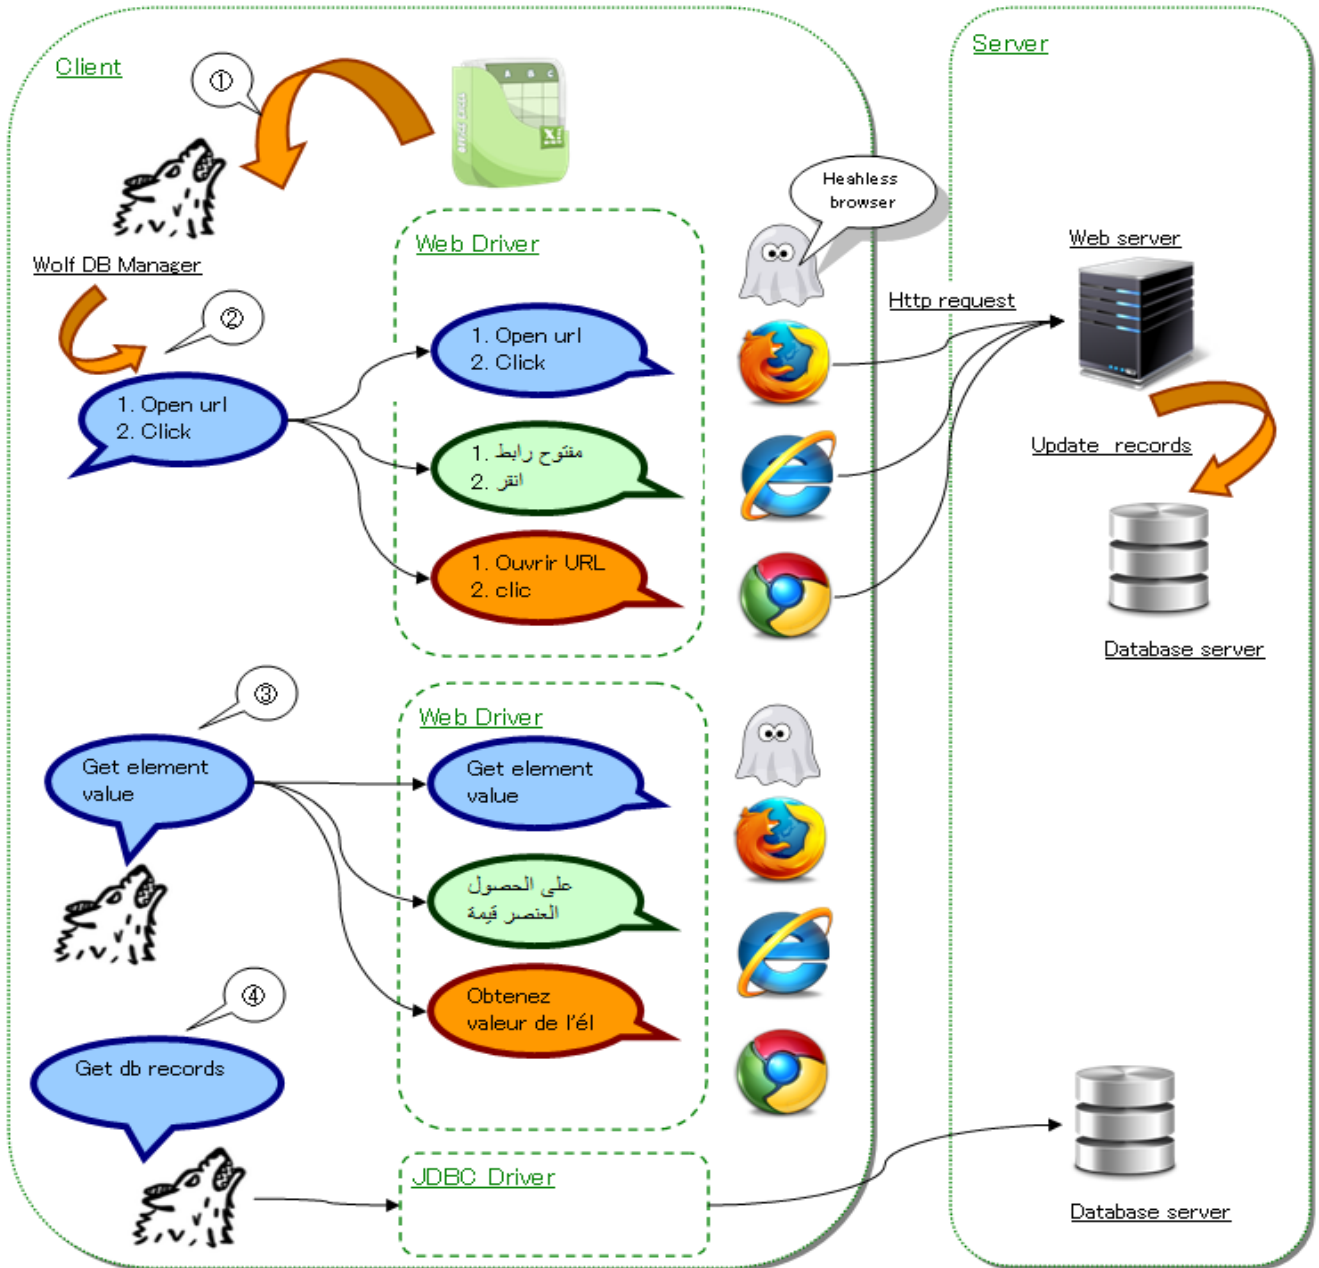 Client
Server
①
OFFICE EXCEL
A B C
Heahless
browser
Web Driver
Web server
Wolf DB Manager
Http request
②
1. Open url
2. Click
1. Open url
2. Click
1. مفتوح رابط
2. انقر
Update records
1. Ouvrir URL
2. clic
Database server
③
Web Driver
Get element
value
Get element
value
على الحصول
العنصر قيمة
④
Obtenez
valeur de l'él
Get db records
JDBC Driver
Database server